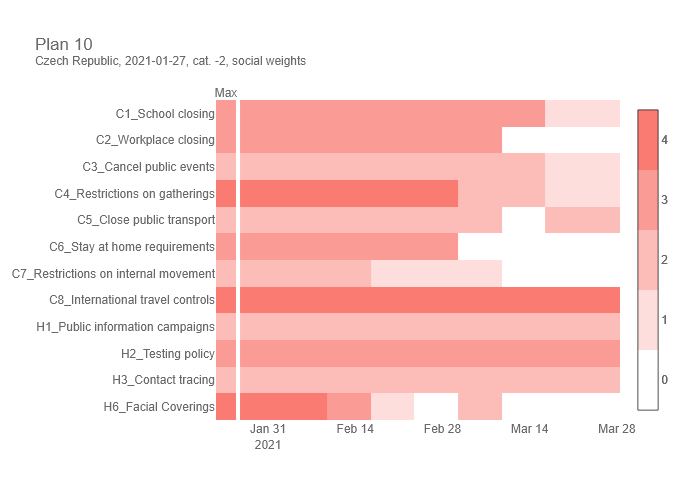 Plan 10
Czech Republic, 2021-01-27, cat. -2, social weights
Max
C1_School closing
C2_Workplace closing
C3_Cancel public events
C4_Restrictions on gatherings
C5_Close public transport
C6_Stay at home requirements
C7_Restrictions on internal movement
C8_International travel controls
H1_Public information campaigns
H2_Testing policy
H3_Contact tracing
H6_Facial Coverings
Jan 31 Feb 14 Feb 28 Mar 14 Mar 28
2021
4
3
2
1
0